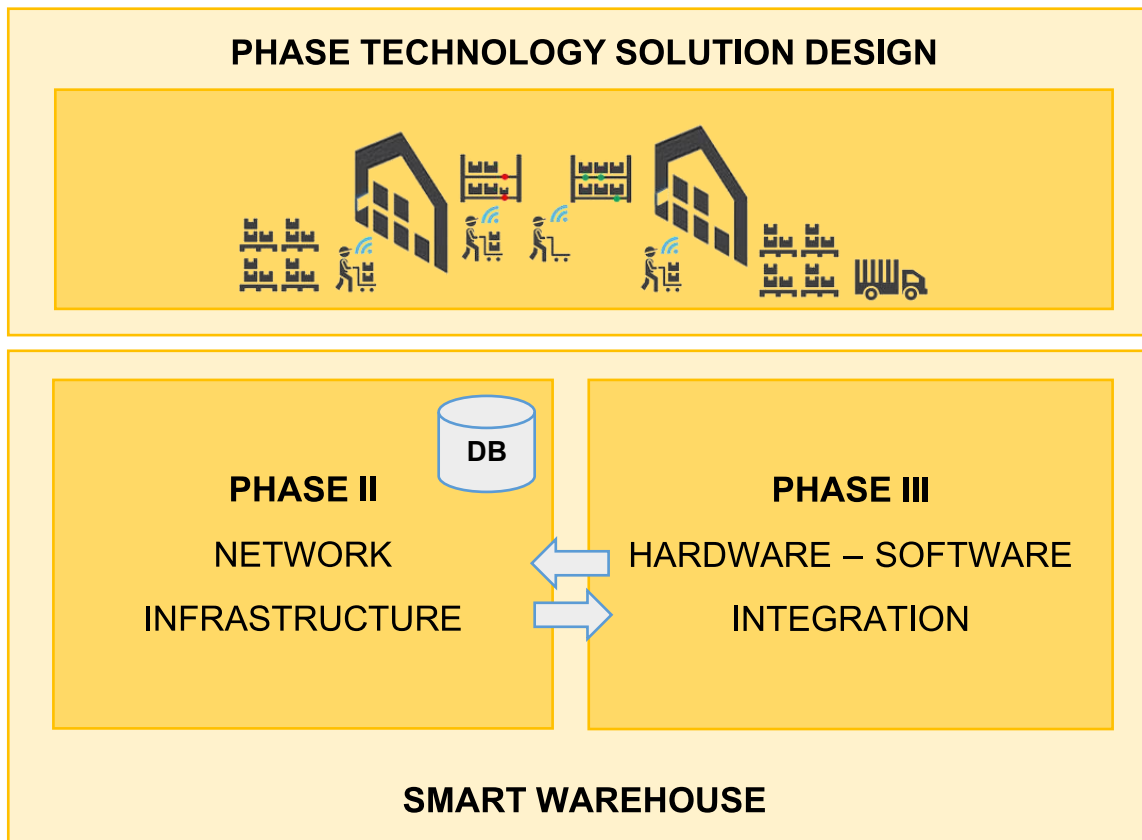 PHASE TECHNOLOGY SOLUTION DESIGN
DB
PHASE II
NETWORK
INFRASTRUCTURE
PHASE III
HARDWARE – SOFTWARE
INTEGRATION
SMART WAREHOUSE